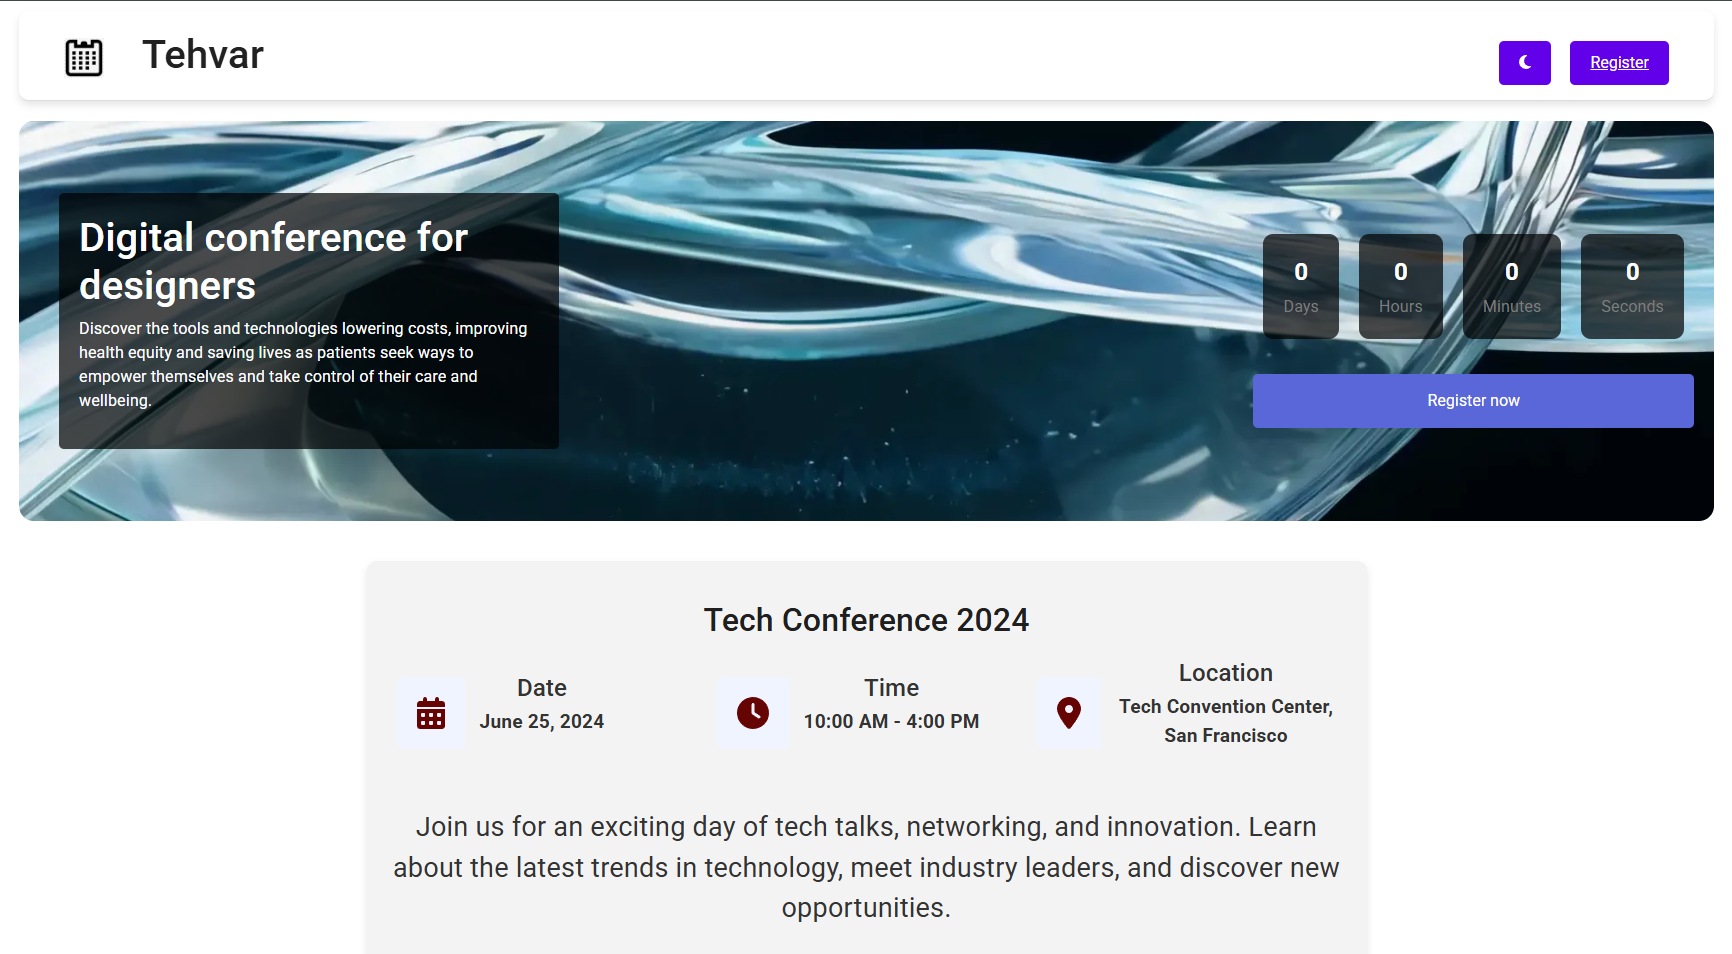 Tehvar
Register
Digital conference for
designers
Discover the tools and technologies lowering costs, improving
health equity and saving lives as patients seek ways to
empower themselves and take control of their care and
wellbeing.
0 0 0 0
Days Hours Minutes Seconds
Register now
Tech Conference 2024
Date
June 25, 2024
Time
10:00 AM - 4:00 PM
Location
Tech Convention Center,
San Francisco
Join us for an exciting day of tech talks, networking, and innovation. Learn
about the latest trends in technology, meet industry leaders, and discover new
opportunities.